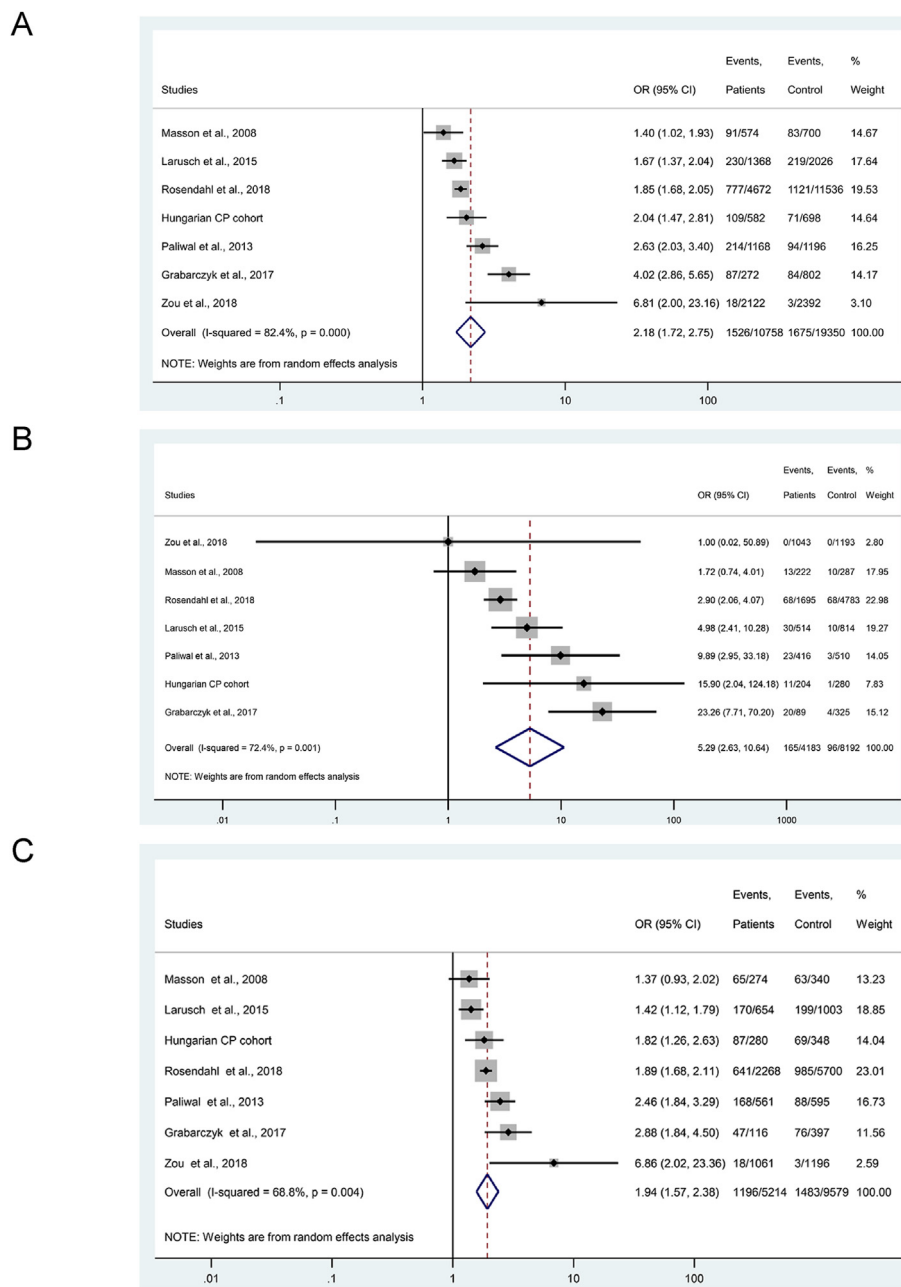 A
Events, Events, %
Studies OR (95% CI) Patients Control Weight
Masson et al., 2008 1.40 (1.02, 1.93) 91/574 83/700 14.67
Larusch et al., 2015 1.67 (1.37, 2.04) 230/1368 219/2026 17.64
Rosendahl et al., 2018 1.85 (1.68, 2.05) 777/4672 1121/11536 19.53
Hungarian CP cohort 2.04 (1.47, 2.81) 109/582 71/698 14.64
Paliwal et al., 2013 2.63 (2.03, 3.40) 214/1168 94/1196 16.25
Grabarczyk et al., 2017 4.02 (2.86, 5.65) 87/272 84/802 14.17
Zou et al., 2018 6.81 (2.00, 23.16) 18/2122 3/2392 3.10
Overall (I-squared = 82.4%, p = 0.000) 2.18 (1.72, 2.75) 1526/10758 1675/19350 100.00
NOTE: Weights are from random effects analysis
.1 1 10 100
B
Events, Events, %
Studies OR (95% CI) Patients Control Weight
Zou et al., 2018 1.00 (0.02, 50.89) 0/1043 0/1193 2.80
Masson et al., 2008 1.72 (0.74, 4.01) 13/222 10/287 17.95
Rosendahl et al., 2018 2.90 (2.06, 4.07) 68/1695 68/4783 22.98
Larusch et al., 2015 4.98 (2.41, 10.28) 30/514 10/814 19.27
Paliwal et al., 2013 9.89 (2.95, 33.18) 23/416 3/510 14.05
Hungarian CP cohort 15.90 (2.04, 124.18) 11/204 1/280 7.83
Grabarczyk et al., 2017 23.26 (7.71, 70.20) 20/89 4/325 15.12
Overall (I-squared = 72.4%, p = 0.001) 5.29 (2.63, 10.64) 165/4183 96/8192 100.00
NOTE: Weights are from random effects analysis
.01 .1 1 10 100 1000
C
Events, Events, %
Studies OR (95% CI) Patients Control Weight
Masson et al., 2008 1.37 (0.93, 2.02) 65/274 63/340 13.23
Larusch et al., 2015 1.42 (1.12, 1.79) 170/654 199/1003 18.85
Hungarian CP cohort 1.82 (1.26, 2.63) 87/280 69/348 14.04
Rosendahl et al., 2018 1.89 (1.68, 2.11) 641/2268 985/5700 23.01
Paliwal et al., 2013 2.46 (1.84, 3.29) 168/561 88/595 16.73
Grabarczyk et al., 2017 2.88 (1.84, 4.50) 47/116 76/397 11.56
Zou et al., 2018 6.86 (2.02, 23.36) 18/1061 3/1196 2.59
Overall (I-squared = 68.8%, p = 0.004) 1.94 (1.57, 2.38) 1196/5214 1483/9579 100.00
NOTE: Weights are from random effects analysis
.01 .1 1 10 100